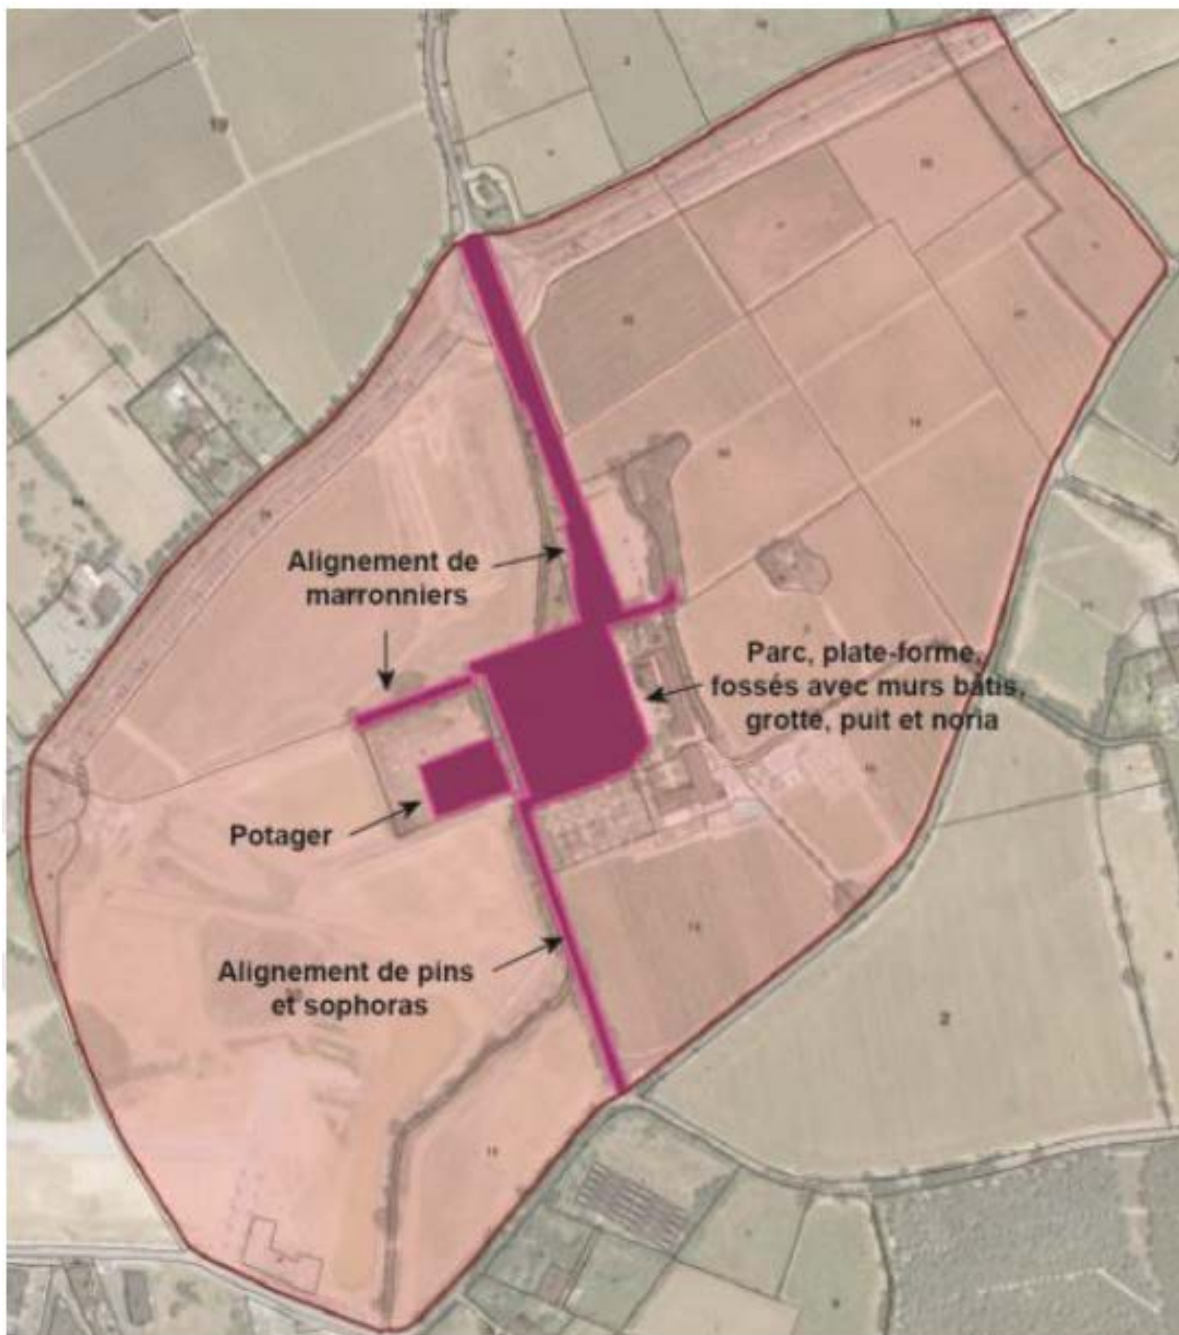 Alignement de
marronniers
Parc, plate-forme,
fossés avec murs bâtis,
grotte, puit et noria
Potager
Alignement de pins
et sophoras
2